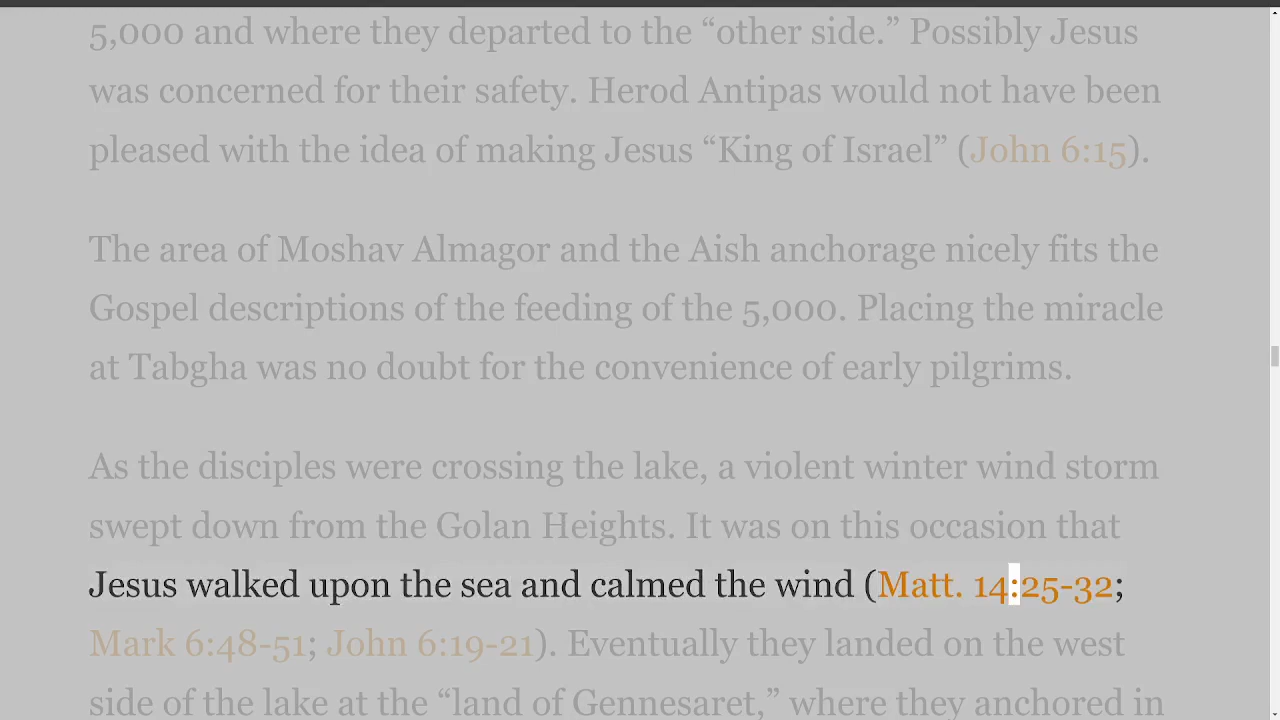 5,000 and where they departed to the “other side.” Possibly Jesus
was concerned for their safety. Herod Antipas would not have been
pleased with the idea of making Jesus “King of Israel” (John 6:15).
The area of Moshav Almagor and the Aish anchorage nicely fits the
Gospel descriptions of the feeding of the 5,000. Placing the miracle
at Tabgha was no doubt for the convenience of early pilgrims.
As the disciples were crossing the lake, a violent winter wind storm
swept down from the Golan Heights. It was on this occasion that
Jesus walked upon the sea and calmed the wind (Matt. 14:25-32;
Mark 6:48-51; John 6:19-21). Eventually they landed on the west
side of the lake at the “land of Gennesaret,” where they anchored in